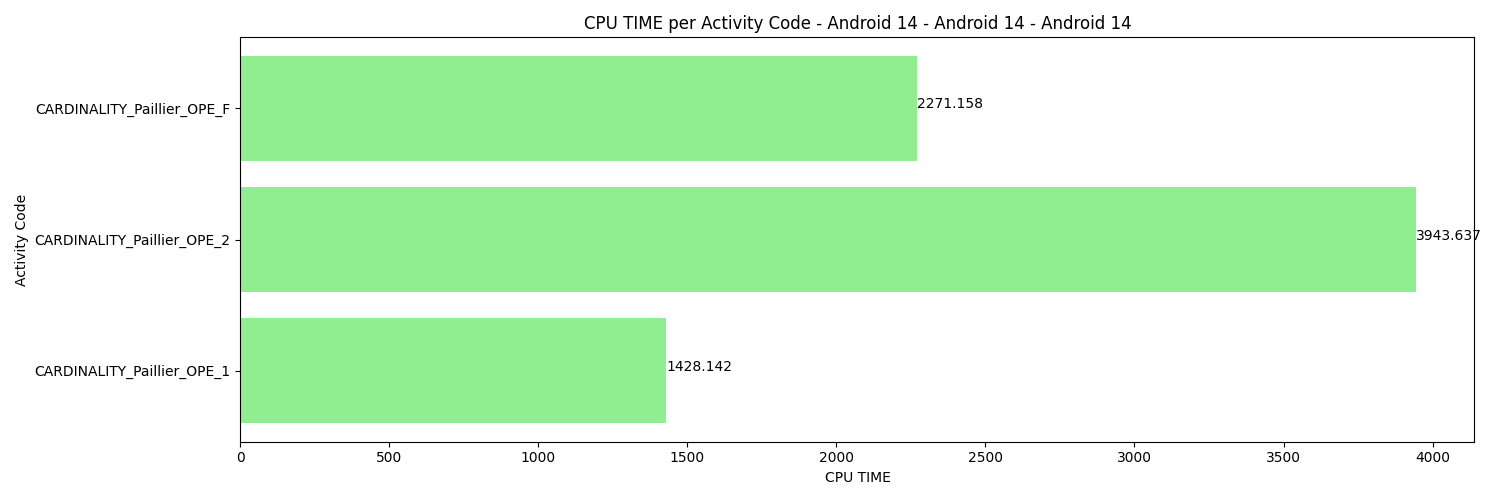 CPU TIME per Activity Code - Android 14 - Android 14 - Android 14
CARDINALITY_Paillier_OPE_F
2271.158
CARDINALITY_Paillier_OPE_2
3943.637
CARDINALITY_Paillier_OPE_1
1428.142
Activity Code
0 500 1000 1500 2000 2500 3000 3500 4000
CPU TIME